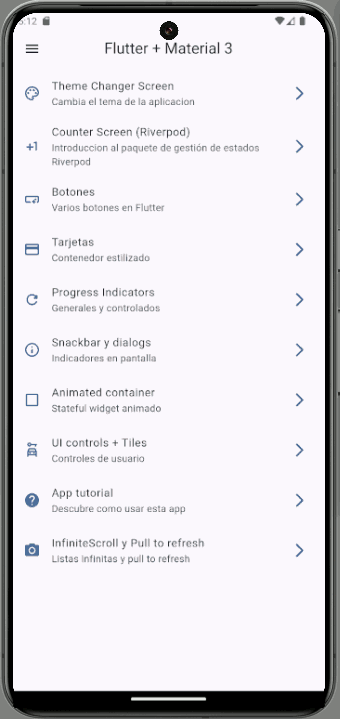 5:12
Flutter + Material 3
Theme Changer Screen
Cambia el tema de la aplicacion
Counter Screen (Riverpod)
+1
Introduccion al paquete de gestión de estados
Riverpod
Botones
Varios botones en Flutter
Tarjetas
Contenedor estilizado
Progress Indicators
Generales y controlados
Snackbar y dialogs
Indicadores en pantalla
Animated container
Stateful widget animado
UI controls + Tiles
Controles de usuario
App tutorial
Descubre como usar esta app
InfiniteScroll y Pull to refresh
Listas infinitas y pull to refresh